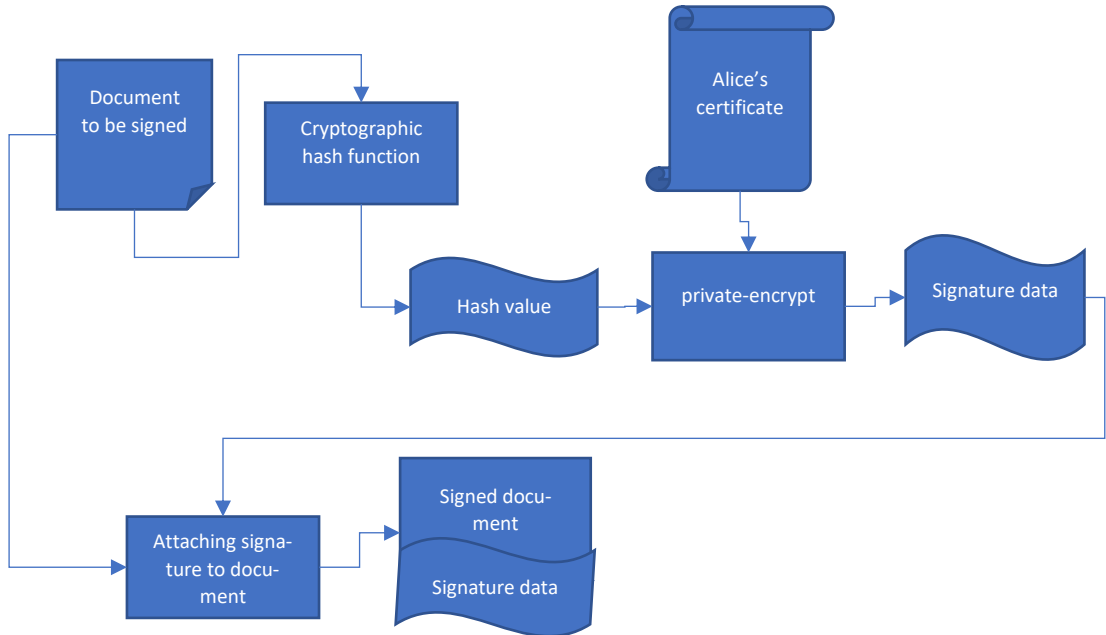 Document
to be signed
Cryptographic
hash function
Alice’s
certificate
Hash value
private-encrypt
Signature data
Attaching signa-
ture to docu-
ment
Signed docu-
ment
Signature data